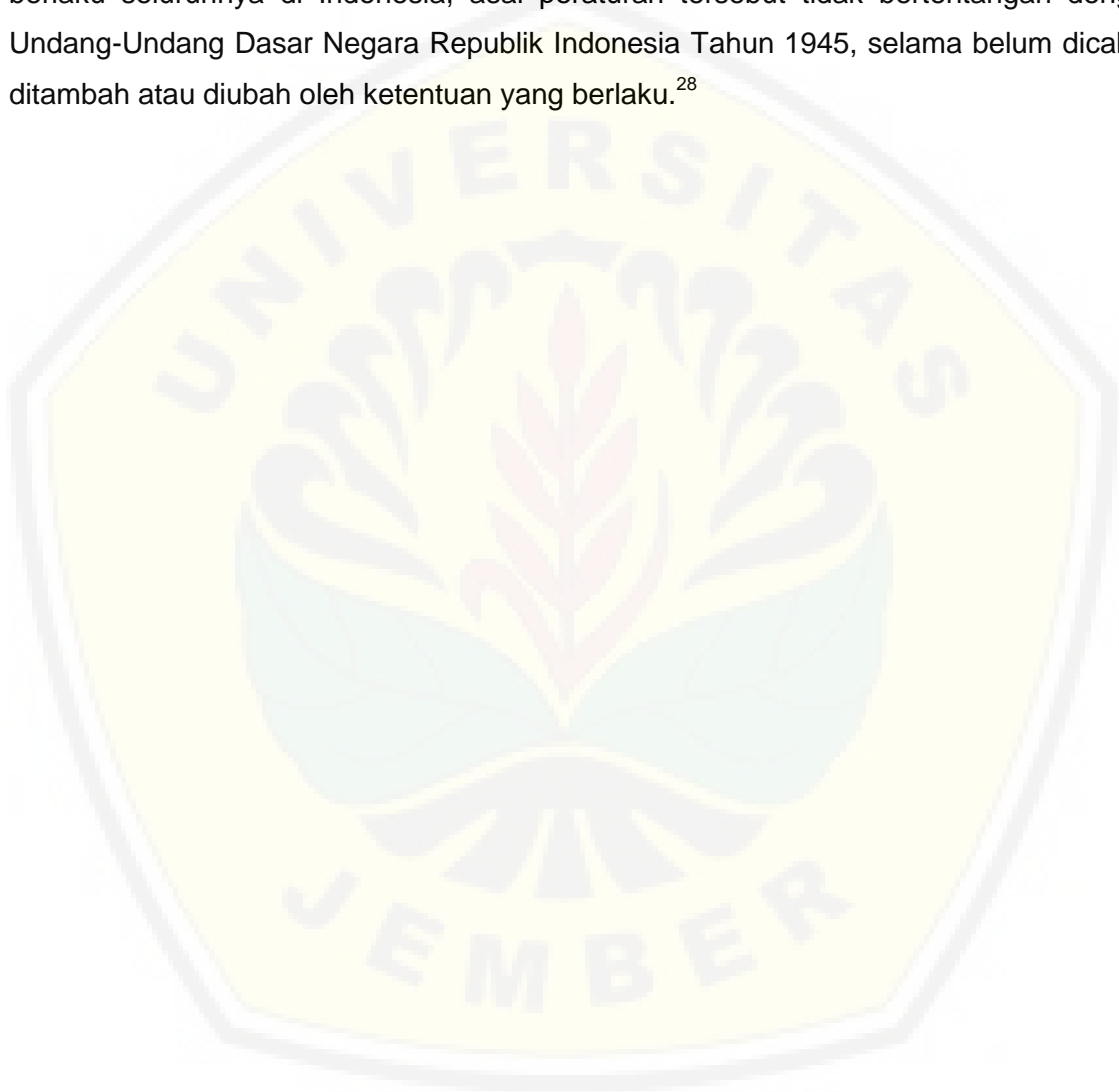 berlaku seluruhnya di Indonesia, asal peraturan tersebut tidak bertentangan
Undang-Undang Dasar Negara Republik Indonesia Tahun 1945, selama belum
ditambah atau diubah oleh ketentuan yang berlaku.28
UNIVERSITAS
JEMBER